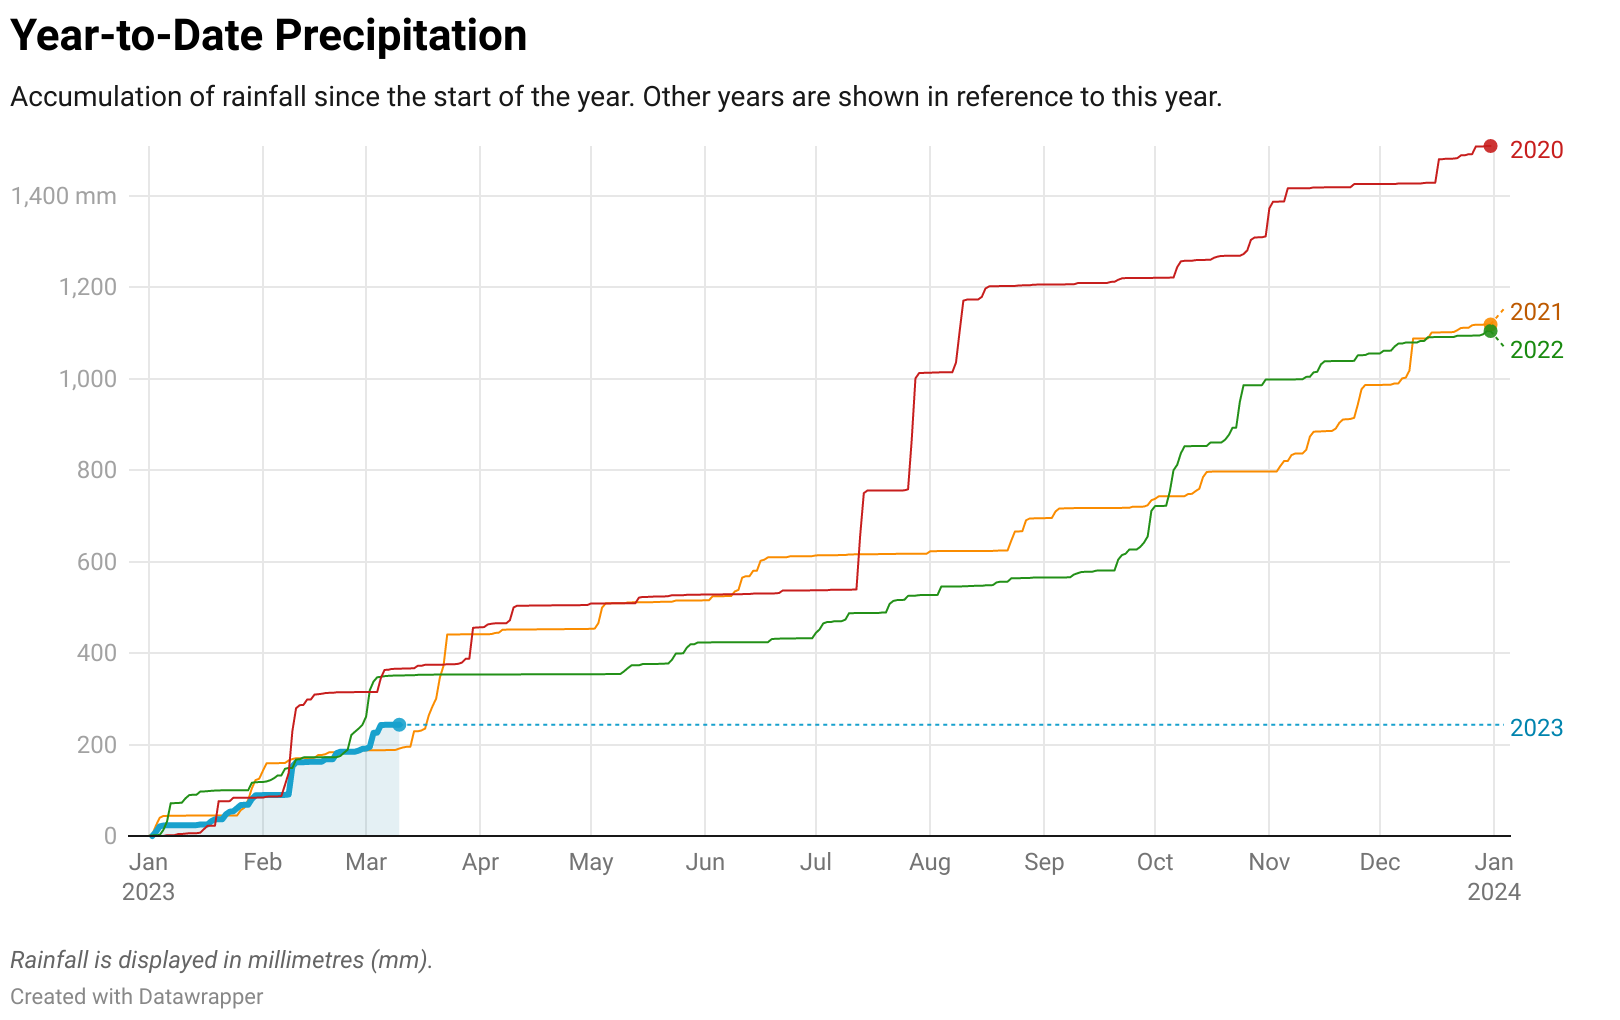 Year-to-Date Precipitation
Accumulation of rainfall since the start of the year. Other years are shown in reference to this year.
2020
1,400 mm
1,200
2021
2022
1,000
800
600
400
2023
200
0
Jan Feb Mar Apr May Jun Jul Aug Sep Oct Nov Dec Jan
2023 2024
Rainfall is displayed in millimetres (mm).
Created with Datawrapper